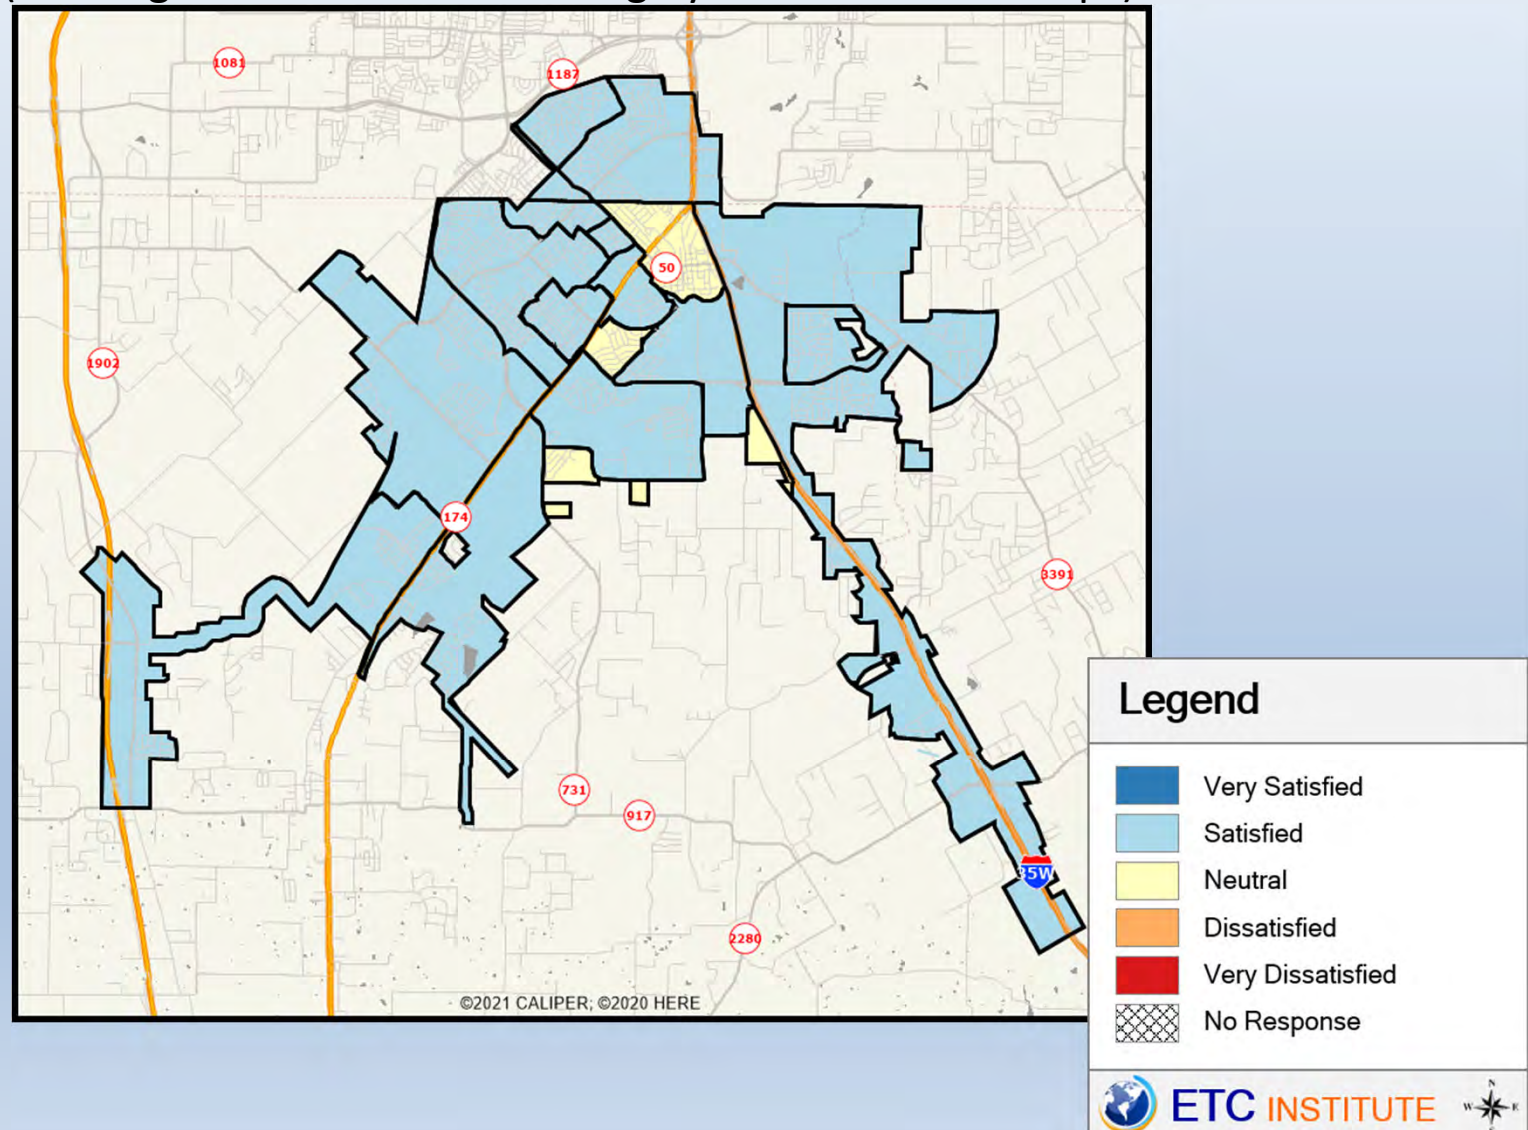 1081
1187
50
1902
174
3391
731
917
35W
2280
©2021 CALIPER; ©2020 HERE
Legend
Very Satisfied
Satisfied
Neutral
Dissatisfied
Very Dissatisfied
No Response
ETC INSTITUTE
N
W E